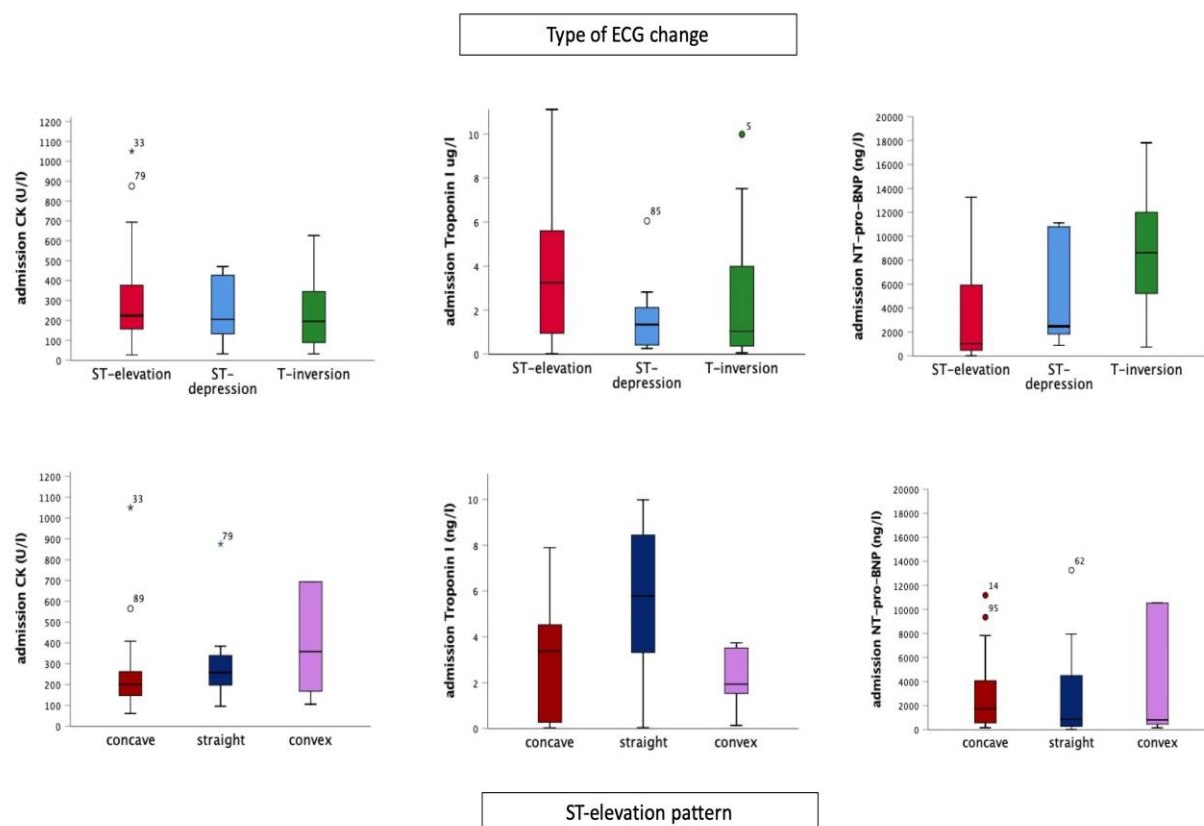 Type of ECG change
admission CK (U/l)
1200
1100
1000
900
800
700
600
500
400
300
200
100
0
33
79
ST-elevation
ST-
depression
T-inversion
admission Troponin I ug/l
10
8
6
4
2
0
85
5
ST-elevation
ST-
depression
T-inversion
admission NT-pro-BNP (ng/l)
20000
18000
16000
14000
12000
10000
8000
6000
4000
2000
0
ST-elevation
ST-
depression
T-inversion
admission CK (U/l)
1200
1100
1000
900
800
700
600
500
400
300
200
100
0
33
89
79
concave
straight
convex
admission Troponin I (ng/l)
10
8
6
4
2
0
concave
straight
convex
admission NT-pro-BNP (ng/l)
20000
18000
16000
14000
12000
10000
8000
6000
4000
2000
0
14
95
62
concave
straight
convex
ST-elevation pattern